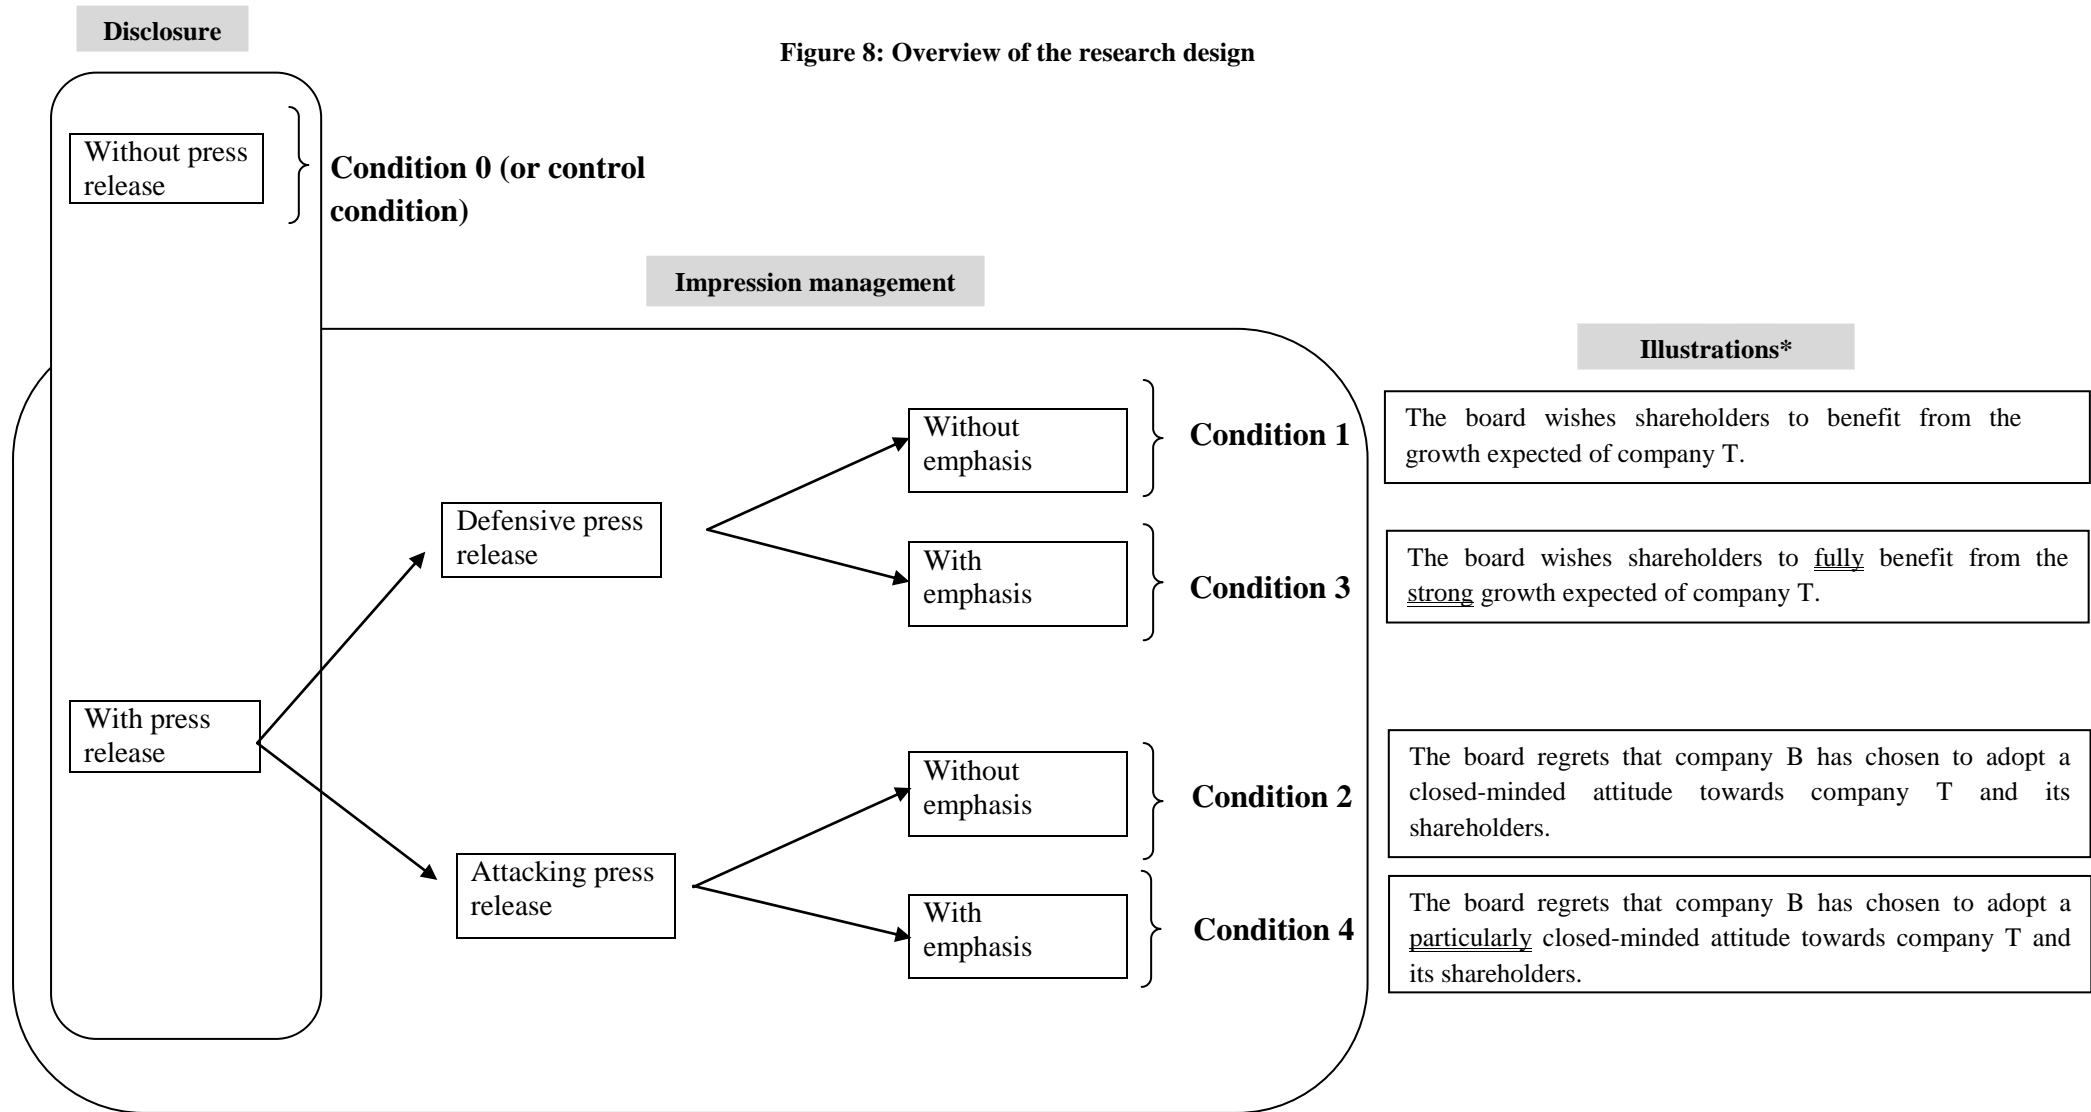 Disclosure
Figure 8: Overview of the research design
Without press
release
Condition 0 (or control
condition)
Impression management
Illustrations*
Without
emphasis
Condition 1
The board wishes shareholders to benefit from the
growth expected of company T.
Defensive press
release
With
emphasis
Condition 3
The board wishes shareholders to fully benefit from the
strong growth expected of company T.
With press
release
Without
emphasis
Condition 2
The board regrets that company B has chosen to adopt a
closed-minded attitude towards company T and its
shareholders.
Attacking press
release
With
emphasis
Condition 4
The board regrets that company B has chosen to adopt a
particularly closed-minded attitude towards company T and
its shareholders.